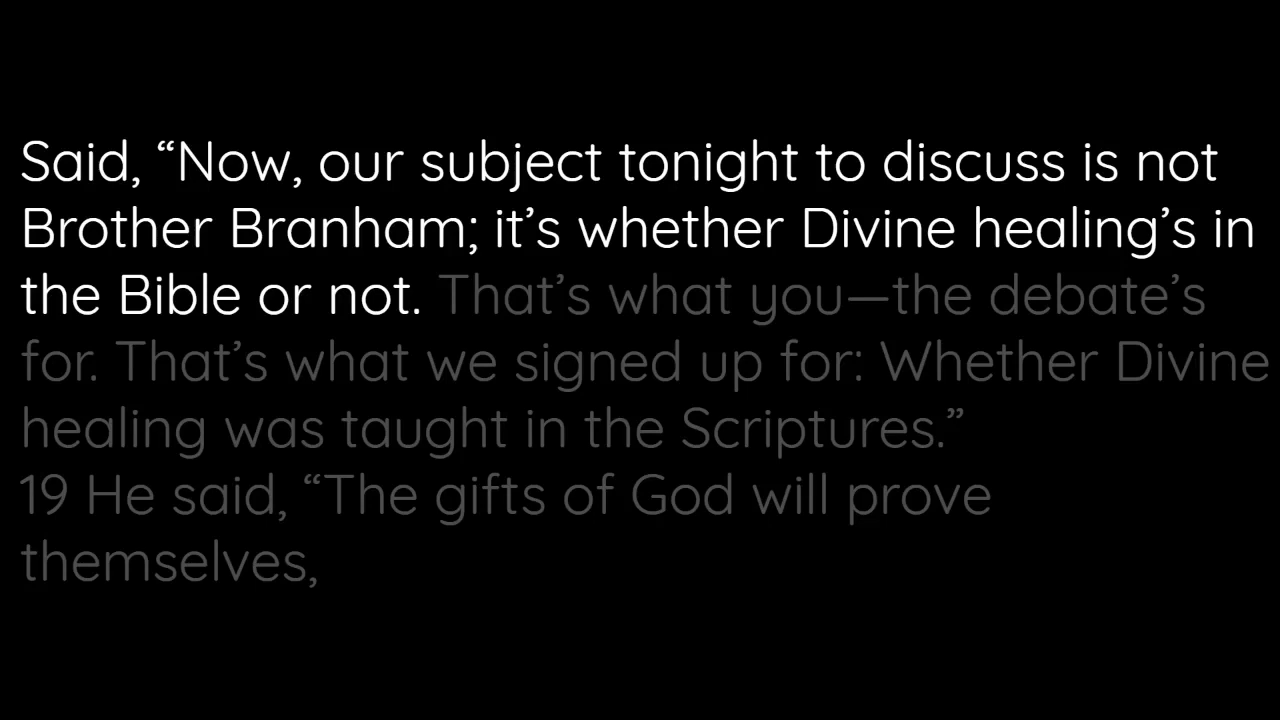 Said, “Now, our subject tonight to discuss is not
Brother Branham; it’s whether Divine healing’s in
the Bible or not. That’s what you—the debate’s
for. That’s what we signed up for: Whether Divine
healing was taught in the Scriptures.”
19 He said, “The gifts of God will prove
themselves,